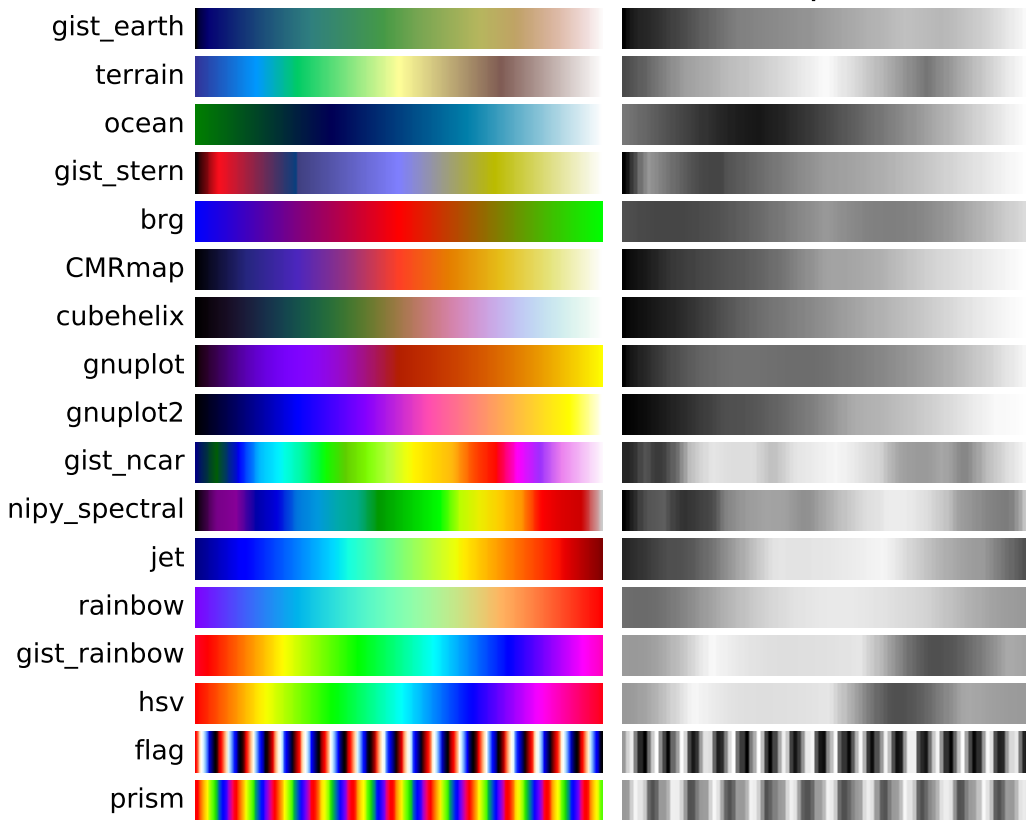 gist_earth
terrain
ocean
gist_stern
brg
CMRmap
cubehelix
gnuplot
gnuplot2
gist_ncar
nipy_spectral
jet
rainbow
gist_rainbow
hsv
flag
prism